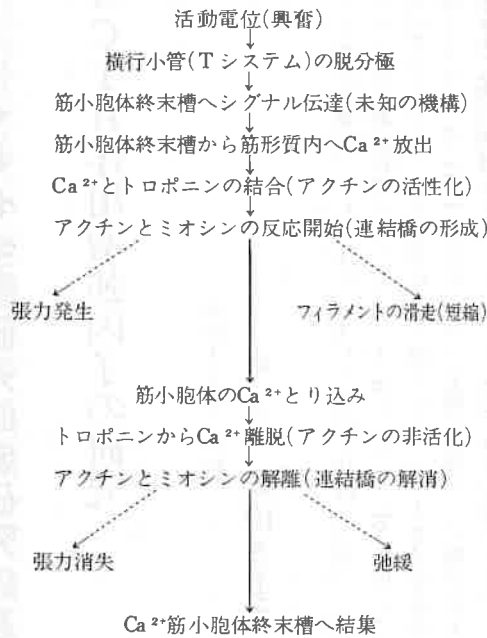 活動電位(興奮)
横行小管(Tシステム)の脱分極
筋小胞体終末槽へシグナル伝達(未知の機構)
筋小胞体終末槽から筋形質内へCa²⁺放出
Ca²⁺とトロポニンの結合(アクチンの活性化)
アクチンとミオシンの反応開始(連結橋の形成)
張力発生
フィラメントの滑走(短縮)
筋小胞体のCa²⁺とり込み
トロポニンからCa²⁺離脱(アクチンの非活化)
アクチンとミオシンの解離(連結橋の解消)
張力消失
弛緩
Ca²⁺筋小胞体終末槽へ結集